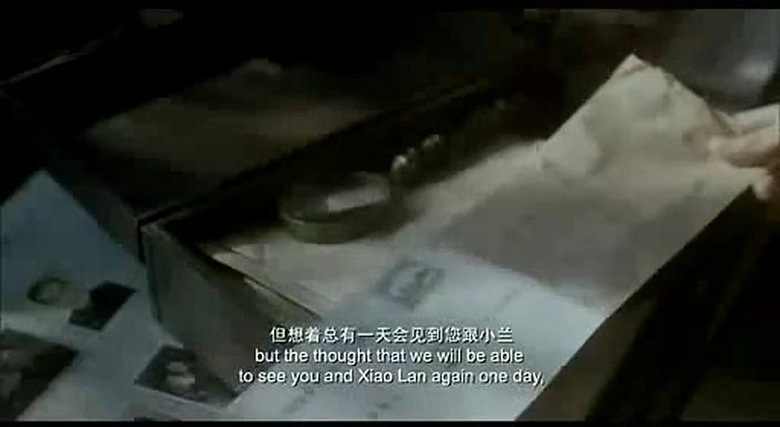 但想着总有一天会见到您跟小兰
but the thought that we will be able
to see you and Xiao Lan again one day,